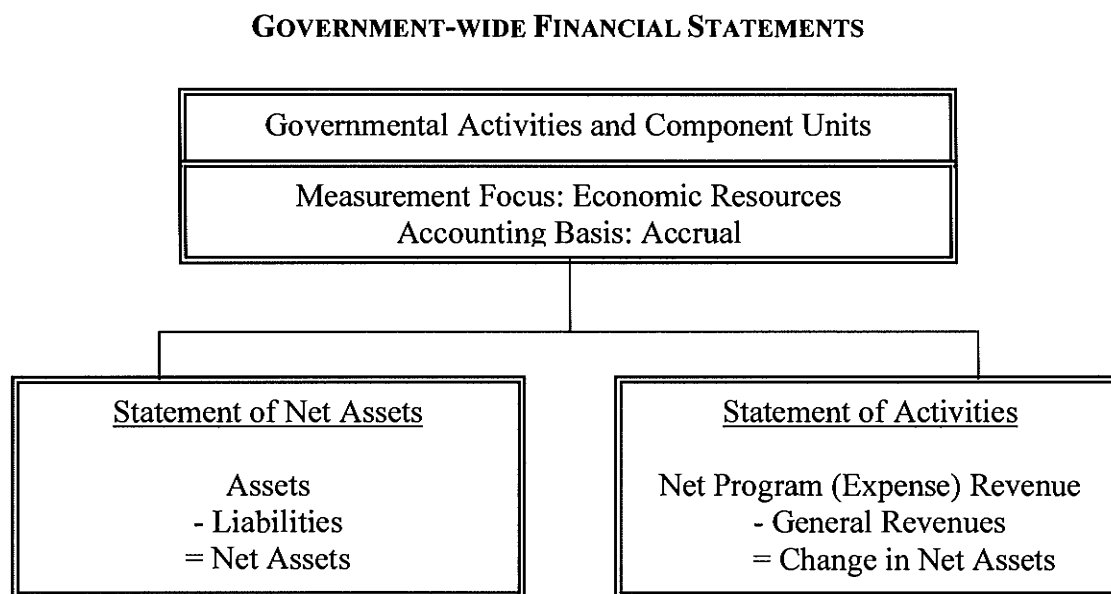 GOVERNMENT-WIDE FINANCIAL STATEMENTS
Governmental Activities and Component Units
Measurement Focus: Economic Resources
Accounting Basis: Accrual
Statement of Net Assets
Assets
- Liabilities
= Net Assets
Statement of Activities
Net Program (Expense) Revenue
- General Revenues
= Change in Net Assets